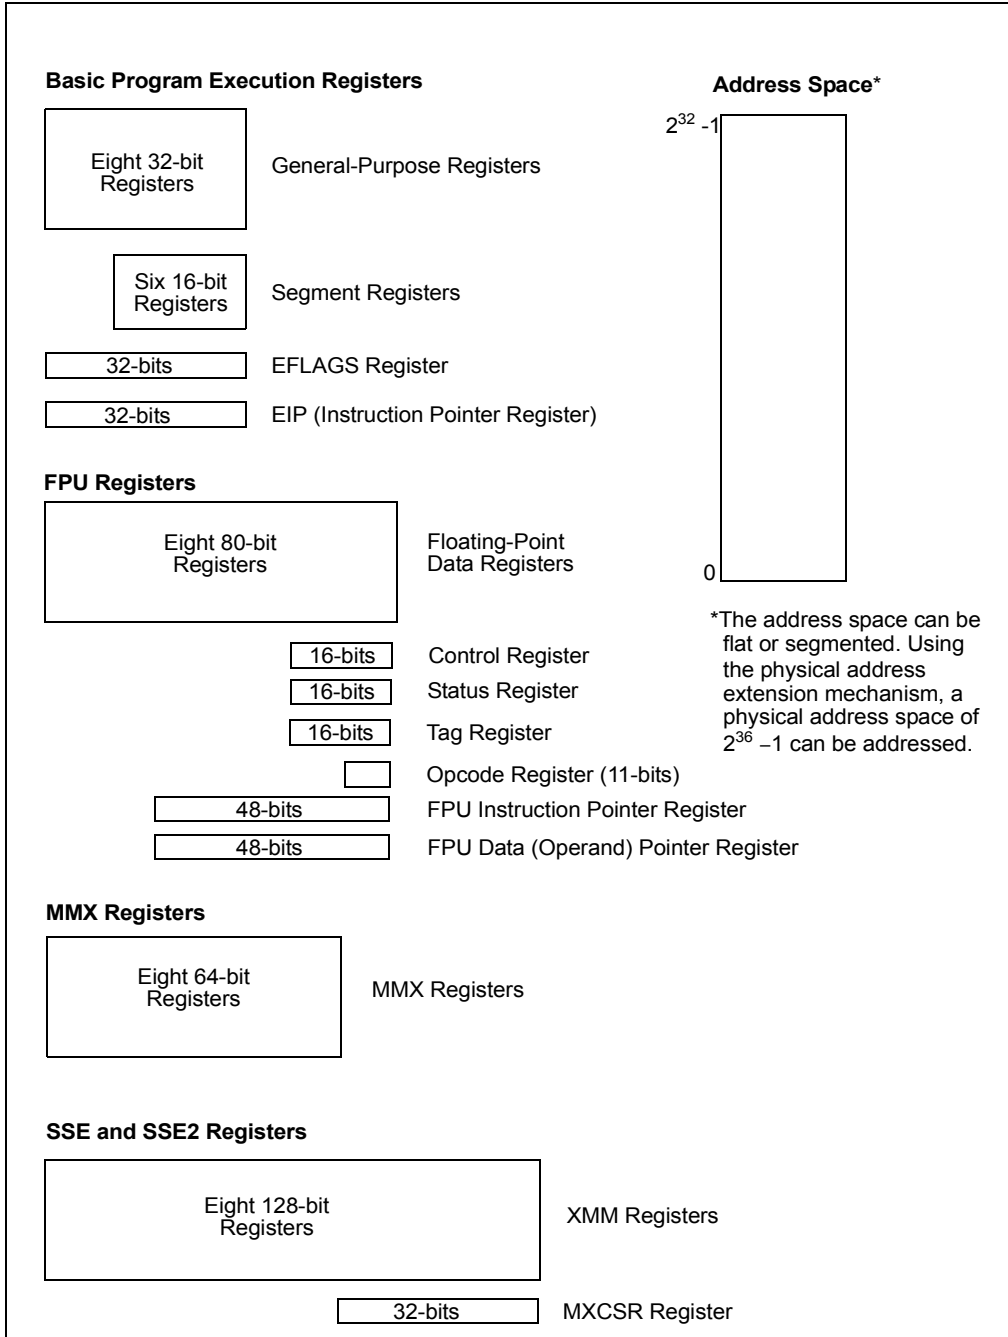 Basic Program Execution Registers
Eight 32-bit
Registers
General-Purpose Registers
Six 16-bit
Registers
Segment Registers
32-bits
EFLAGS Register
32-bits
EIP (Instruction Pointer Register)
Address Space*
2^32 -1
0
*The address space can be
flat or segmented. Using
the physical address
extension mechanism, a
physical address space of
2^36 −1 can be addressed.
FPU Registers
Eight 80-bit
Registers
Floating-Point
Data Registers
16-bits
Control Register
16-bits
Status Register
16-bits
Tag Register
Opcode Register (11-bits)
48-bits
FPU Instruction Pointer Register
48-bits
FPU Data (Operand) Pointer Register
MMX Registers
Eight 64-bit
Registers
MMX Registers
SSE and SSE2 Registers
Eight 128-bit
Registers
XMM Registers
32-bits
MXCSR Register